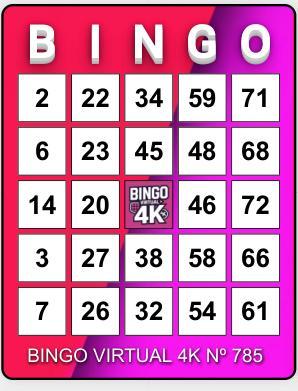 BINGO
2 22 34 59 71
6 23 45 48 68
14 20 BINGO VIRTUAL 4K 46 72
3 27 38 58 66
7 26 32 54 61
BINGO VIRTUAL 4K Nº 785